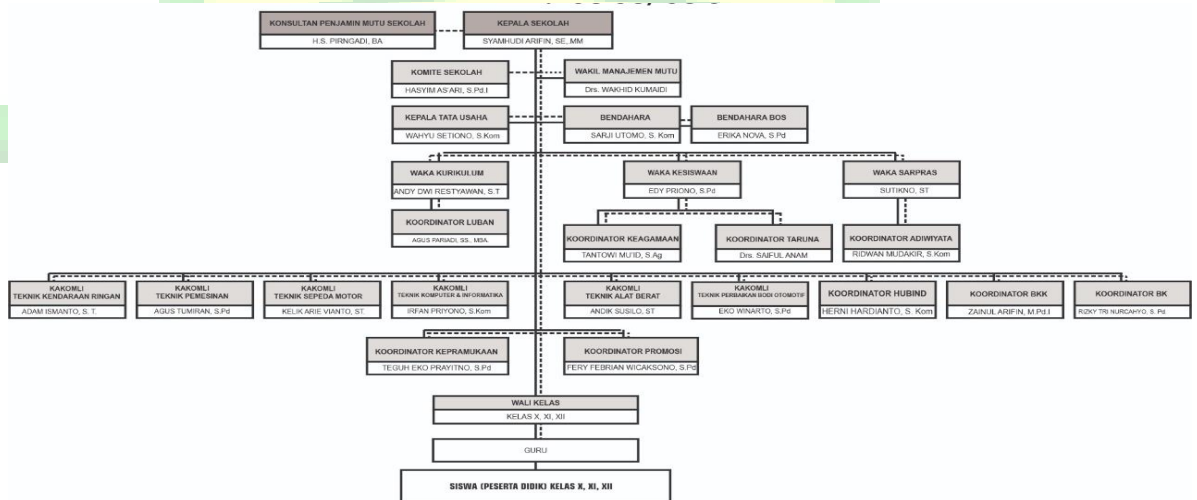 KONSULTAN PENJAMIN MUTU SEKOLAH
H.S. PIRNGADI, BA
KEPALA SEKOLAH
SYAMHUDI ARIFIN, SE, MM
KOMITE SEKOLAH
HASYIM AS'ARI, S.Pd.I
WAKIL MANAJEMEN MUTU
Drs. WAKHID KUMAIDI
KEPALA TATA USAHA
WAHYU SETIONO, S.Kom
BENDAHARA
SARJI UTOMO, S. Kom
BENDAHARA BOS
ERIKA NOVA, S.Pd
WAKA KURIKULUM
ANDY DWI RESTYAWAN, S.T
WAKA KESISWAAN
EDY PRIONO, S.Pd
WAKA SARPRAS
SUTIKNO, ST
KOORDINATOR LUBAN
AGUS PARIADI, SS., MBA.
KOORDINATOR KEAGAMAAN
TANTOWI MU'ID, S.Ag
KOORDINATOR TARUNA
Drs. SAIFUL ANAM
KOORDINATOR ADIWIYATA
RIDWAN MUDAKIR, S.Kom
KAKOMLI
TEKNIK KENDARAAN RINGAN
ADAM ISMANTO, S. T.
KAKOMLI
TEKNIK PEMESINAN
AGUS TUMIRAN, S.Pd
KAKOMLI
TEKNIK SEPEDA MOTOR
KELIK ARIE VIANTO, ST.
KAKOMLI
TEKNIK KOMPUTER & INFORMATIKA
IRFAN PRIYONO, S.Kom
KAKOMLI
TEKNIK ALAT BERAT
ANDIK SUSILO, ST
KAKOMLI
TEKNIK PERBAIKAN BODI OTOMOTIF
EKO WINARTO, S.Pd
KOORDINATOR HUBIND
HERNI HARDIANTO, S. Kom
KOORDINATOR BKK
ZAINUL ARIFIN, M.Pd.I
KOORDINATOR BK
RIZKY TRI NURCAHYO. S. Pd
KOORDINATOR KEPRAMUKAAN
TEGUH EKO PRAYITNO, S.Pd
KOORDINATOR PROMOSI
FERY FEBRIAN WICAKSONO, S.Pd
WALI KELAS
KELAS X, XI, XII
GURU
SISWA (PESERTA DIDIK) KELAS X, XI, XII